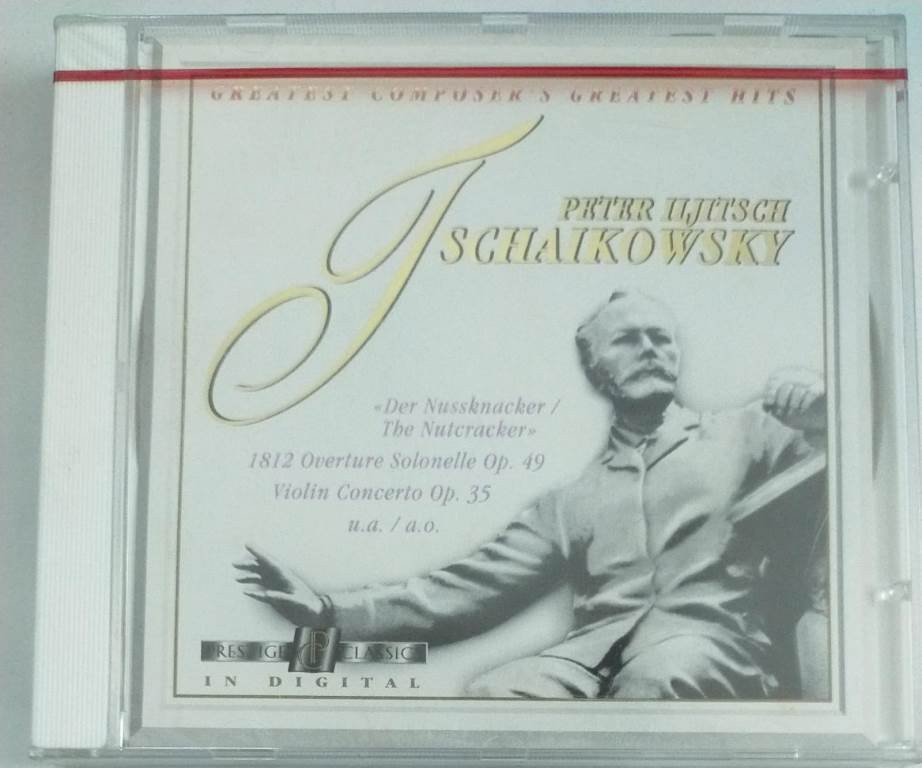 GREATEST COMPOSER'S GREATEST HITS
PETER ILJITSCH
TSCHAIKOWSKY
«Der Nussknacker /
The Nutcracker»
1812 Overture Solonelle Op. 49
Violin Concerto Op. 35
u.a. / a.o.
PRESTIGE P CLASSIC
IN DIGITAL